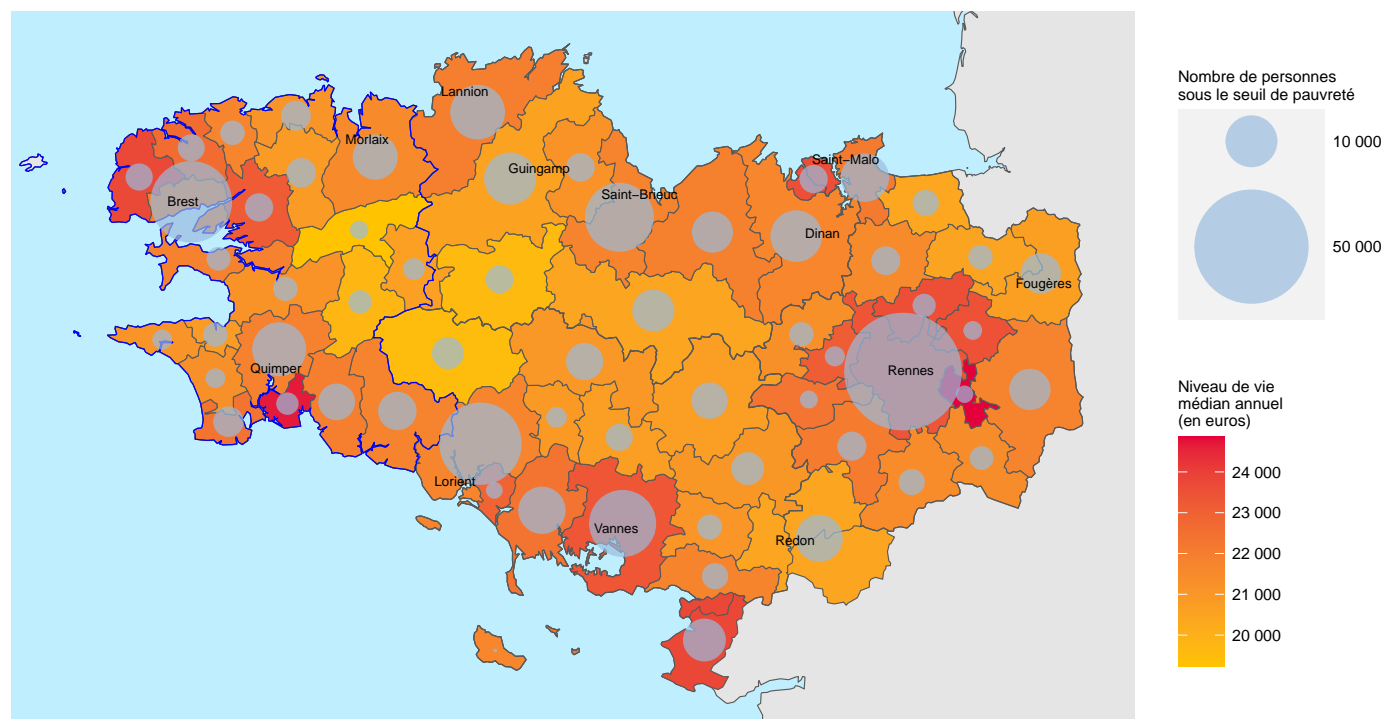 Lannion
Morlaix
Saint−Malo
Guingamp
Saint−Brieuc
Brest
Dinan
Fougères
Quimper
Rennes
Lorient
Vannes
Redon
Nombre de personnes
sous le seuil de pauvreté
10 000
50 000
Niveau de vie
médian annuel
(en euros)
24 000
23 000
22 000
21 000
20 000